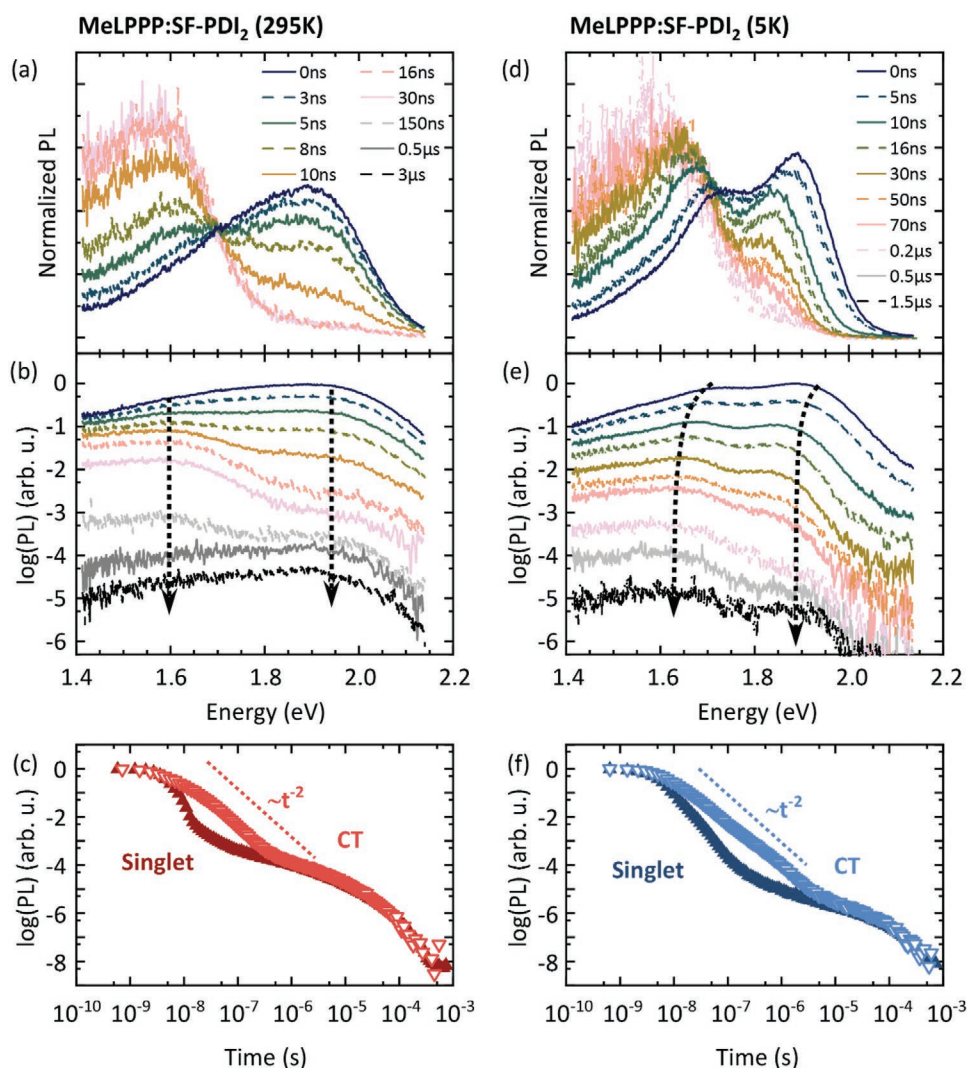 MeLPPP:SF-PDI₂ (295K)
MeLPPP:SF-PDI₂ (5K)
(a)
Normalized PL
0ns
3ns
5ns
8ns
10ns
16ns
30ns
150ns
0.5µs
3µs
(d)
Normalized PL
0ns
5ns
10ns
16ns
30ns
50ns
70ns
0.2µs
0.5µs
1.5µs
(b)
log(PL) (arb. u.)
0
-1
-2
-3
-4
-5
-6
1.4 1.6 1.8 2.0 2.2
Energy (eV)
(e)
log(PL) (arb. u.)
0
-1
-2
-3
-4
-5
-6
1.4 1.6 1.8 2.0 2.2
Energy (eV)
(c)
log(PL) (arb. u.)
0
-2
-4
-6
-8
~t⁻²
CT
Singlet
10⁻¹⁰ 10⁻⁹ 10⁻⁸ 10⁻⁷ 10⁻⁶ 10⁻⁵ 10⁻⁴ 10⁻³
Time (s)
(f)
log(PL) (arb. u.)
0
-2
-4
-6
-8
~t⁻²
CT
Singlet
10⁻¹⁰ 10⁻⁹ 10⁻⁸ 10⁻⁷ 10⁻⁶ 10⁻⁵ 10⁻⁴ 10⁻³
Time (s)